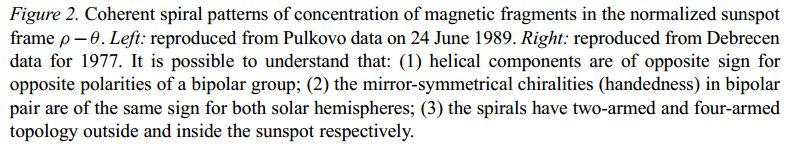 Figure 2. Coherent spiral patterns of concentration of magnetic fragments in the normalized sunspot
frame ρ – θ. Left: reproduced from Pulkovo data on 24 June 1989. Right: reproduced from Debrecen
data for 1977. It is possible to understand that: (1) helical components are of opposite sign for
opposite polarities of a bipolar group; (2) the mirror-symmetrical chiralities (handedness) in bipolar
pair are of the same sign for both solar hemispheres; (3) the spirals have two-armed and four-armed
topology outside and inside the sunspot respectively.